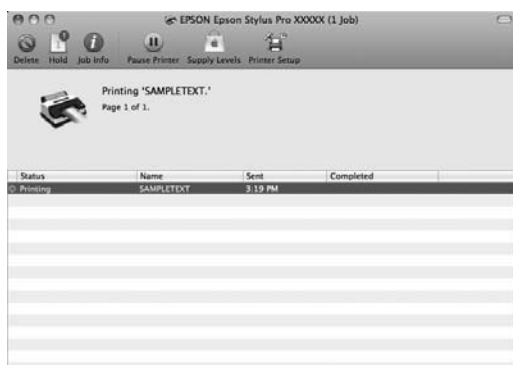 EPSON Epson Stylus Pro XXXXX (1 Job)
Delete Hold Job Info Pause Printer Supply Levels Printer Setup
Printing 'SAMPLETEXT.'
Page 1 of 1.
Status Name Sent Completed
Printing SAMPLETEXT 3:19 PM